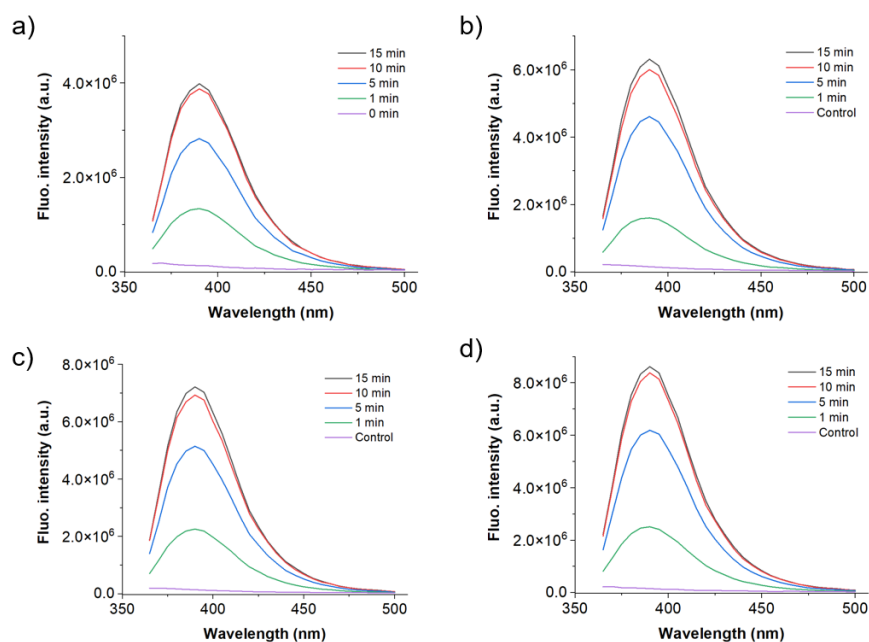 a)
Fluo. intensity (a.u.)
4.0×10⁶
2.0×10⁶
0.0
350 400 450 500
Wavelength (nm)
15 min
10 min
5 min
1 min
0 min
b)
Fluo. intensity (a.u.)
6.0×10⁶
4.0×10⁶
2.0×10⁶
0.0
350 400 450 500
Wavelength (nm)
15 min
10 min
5 min
1 min
Control
c)
Fluo. intensity (a.u.)
8.0×10⁶
6.0×10⁶
4.0×10⁶
2.0×10⁶
0.0
350 400 450 500
Wavelength (nm)
15 min
10 min
5 min
1 min
Control
d)
Fluo. intensity (a.u.)
8.0×10⁶
6.0×10⁶
4.0×10⁶
2.0×10⁶
0.0
350 400 450 500
Wavelength (nm)
15 min
10 min
5 min
1 min
Control